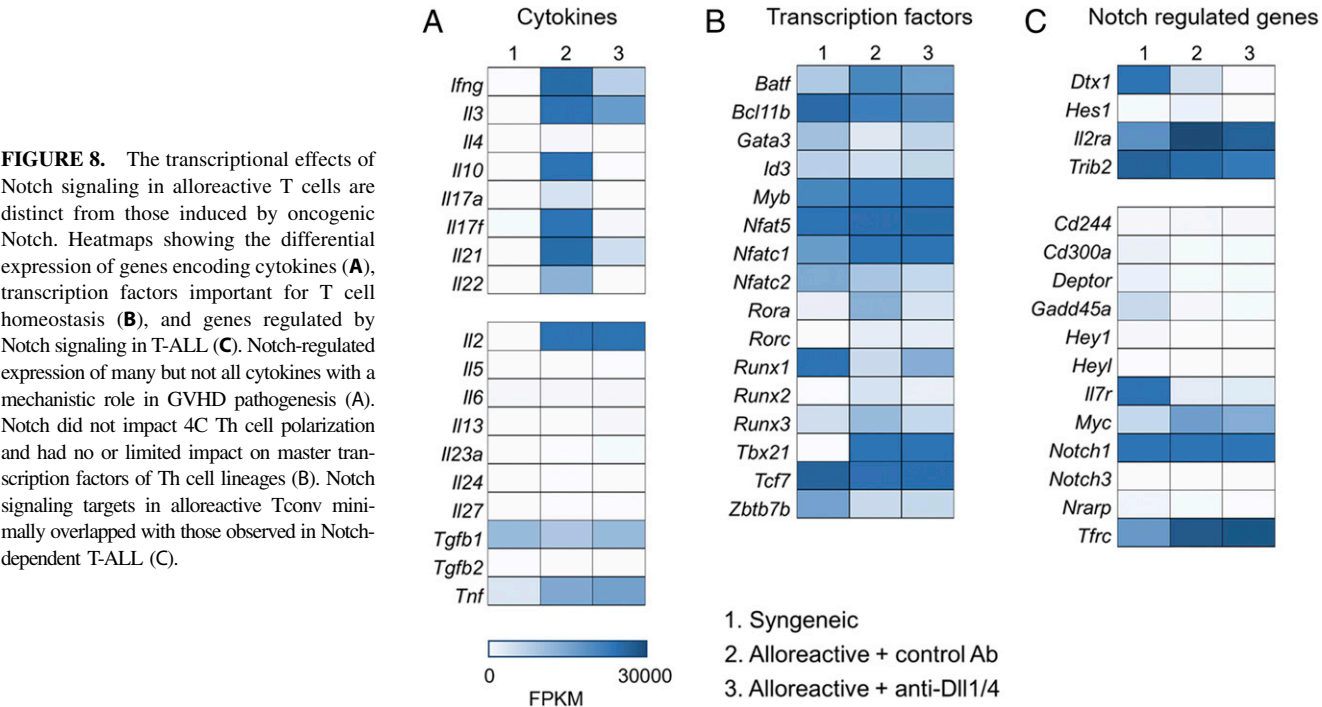 FIGURE 8. The transcriptional effects of
Notch signaling in alloreactive T cells are
distinct from those induced by oncogenic
Notch. Heatmaps showing the differential
expression of genes encoding cytokines (A),
transcription factors important for T cell
homeostasis (B), and genes regulated by
Notch signaling in T-ALL (C). Notch-regulated
expression of many but not all cytokines with a
mechanistic role in GVHD pathogenesis (A).
Notch did not impact 4C Th cell polarization
and had no or limited impact on master tran-
scription factors of Th cell lineages (B). Notch
signaling targets in alloreactive Tconv mini-
mally overlapped with those observed in Notch-
dependent T-ALL (C).
A Cytokines
1 2 3
Ifng
Il3
Il4
Il10
Il17a
Il17f
Il21
Il22
Il2
Il5
Il6
Il13
Il23a
Il24
Il27
Tgfb1
Tgfb2
Tnf
0 30000
FPKM
B Transcription factors
1 2 3
Batf
Bcl11b
Gata3
Id3
Myb
Nfat5
Nfatc1
Nfatc2
Rora
Rorc
Runx1
Runx2
Runx3
Tbx21
Tcf7
Zbtb7b
C Notch regulated genes
1 2 3
Dtx1
Hes1
Il2ra
Trib2
Cd244
Cd300a
Deptor
Gadd45a
Hey1
Heyl
Il7r
Myc
Notch1
Notch3
Nrarp
Tfrc
1. Syngeneic
2. Alloreactive + control Ab
3. Alloreactive + anti-Dll1/4